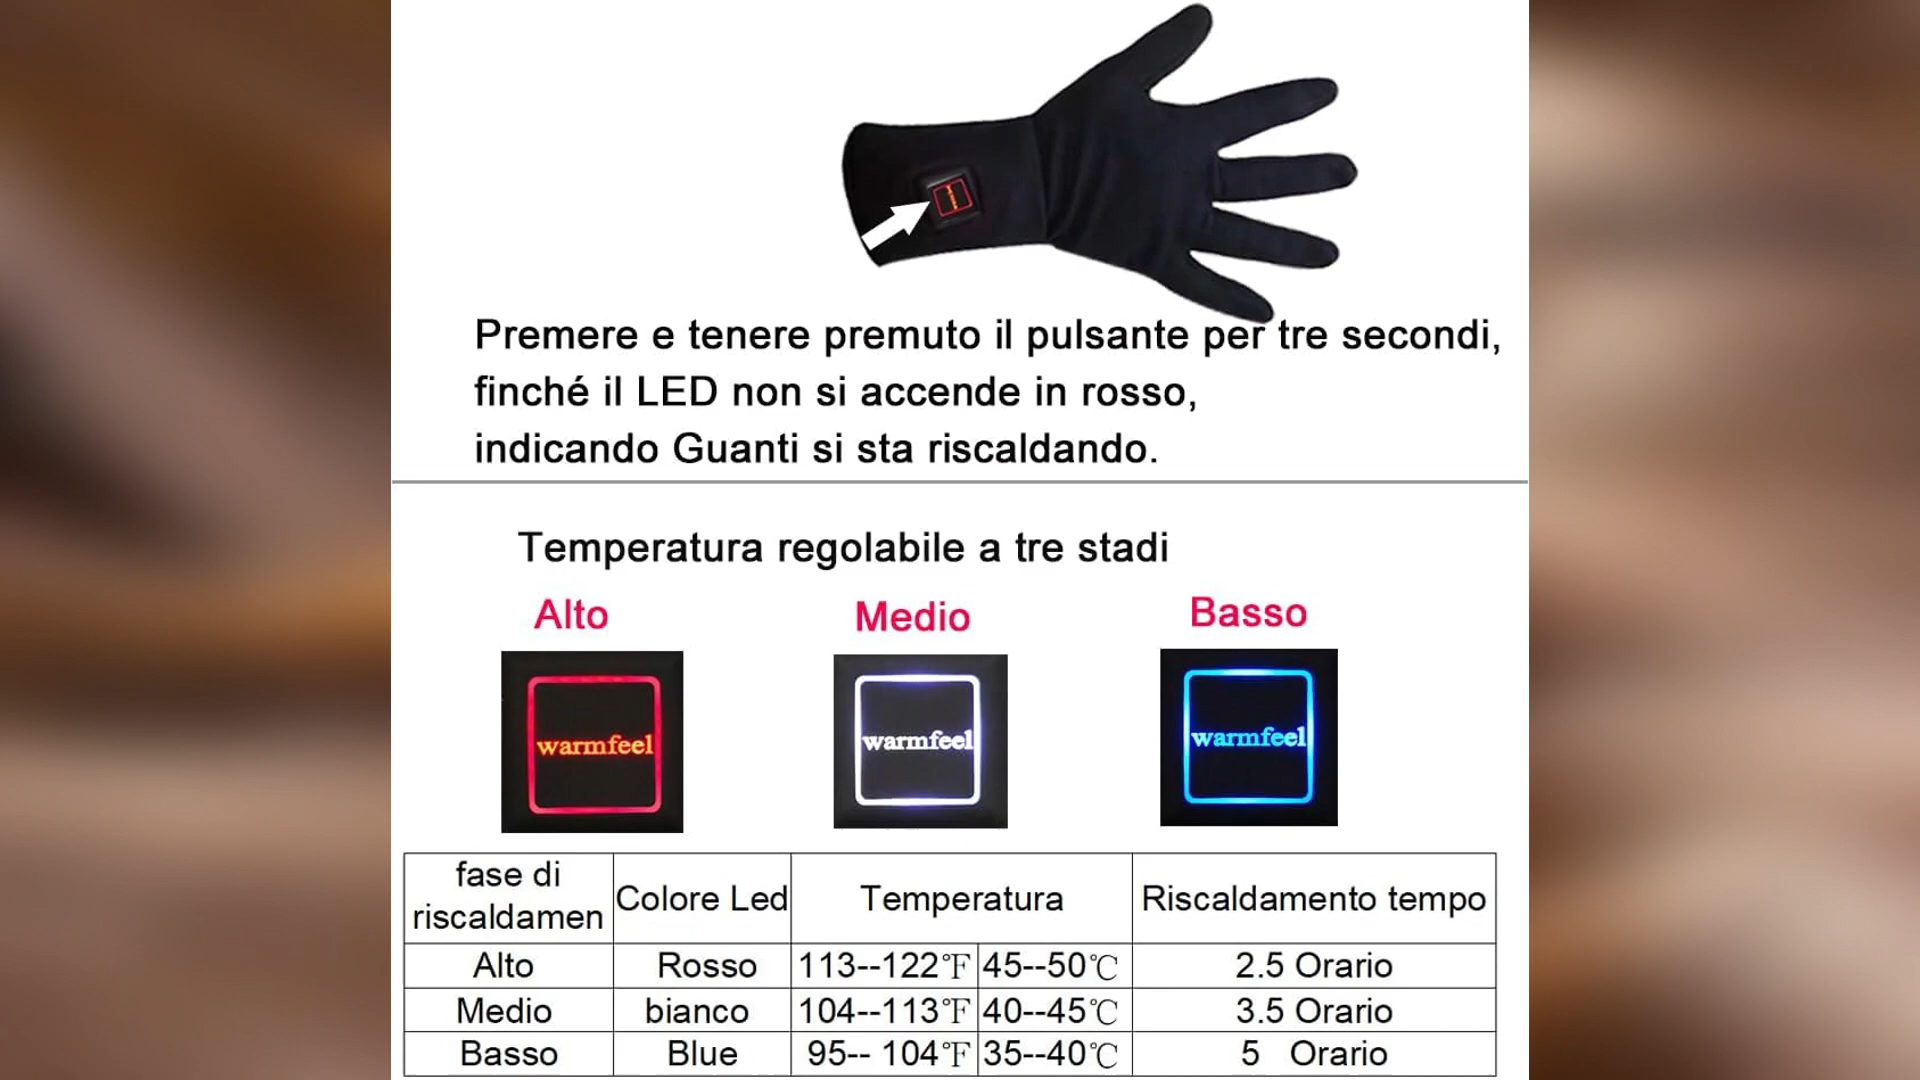 Premere e tenere premuto il pulsante per tre secondi,
finché il LED non si accende in rosso,
indicando Guanti si sta riscaldando.
Temperatura regolabile a tre stadi
Alto Medio Basso
warmfeel warmfeel warmfeel
fase di riscaldamen Colore Led Temperatura Riscaldamento tempo
Alto Rosso 113--122℉ 45--50℃ 2.5 Orario
Medio bianco 104--113℉ 40--45℃ 3.5 Orario
Basso Blue 95-- 104℉ 35--40℃ 5 Orario